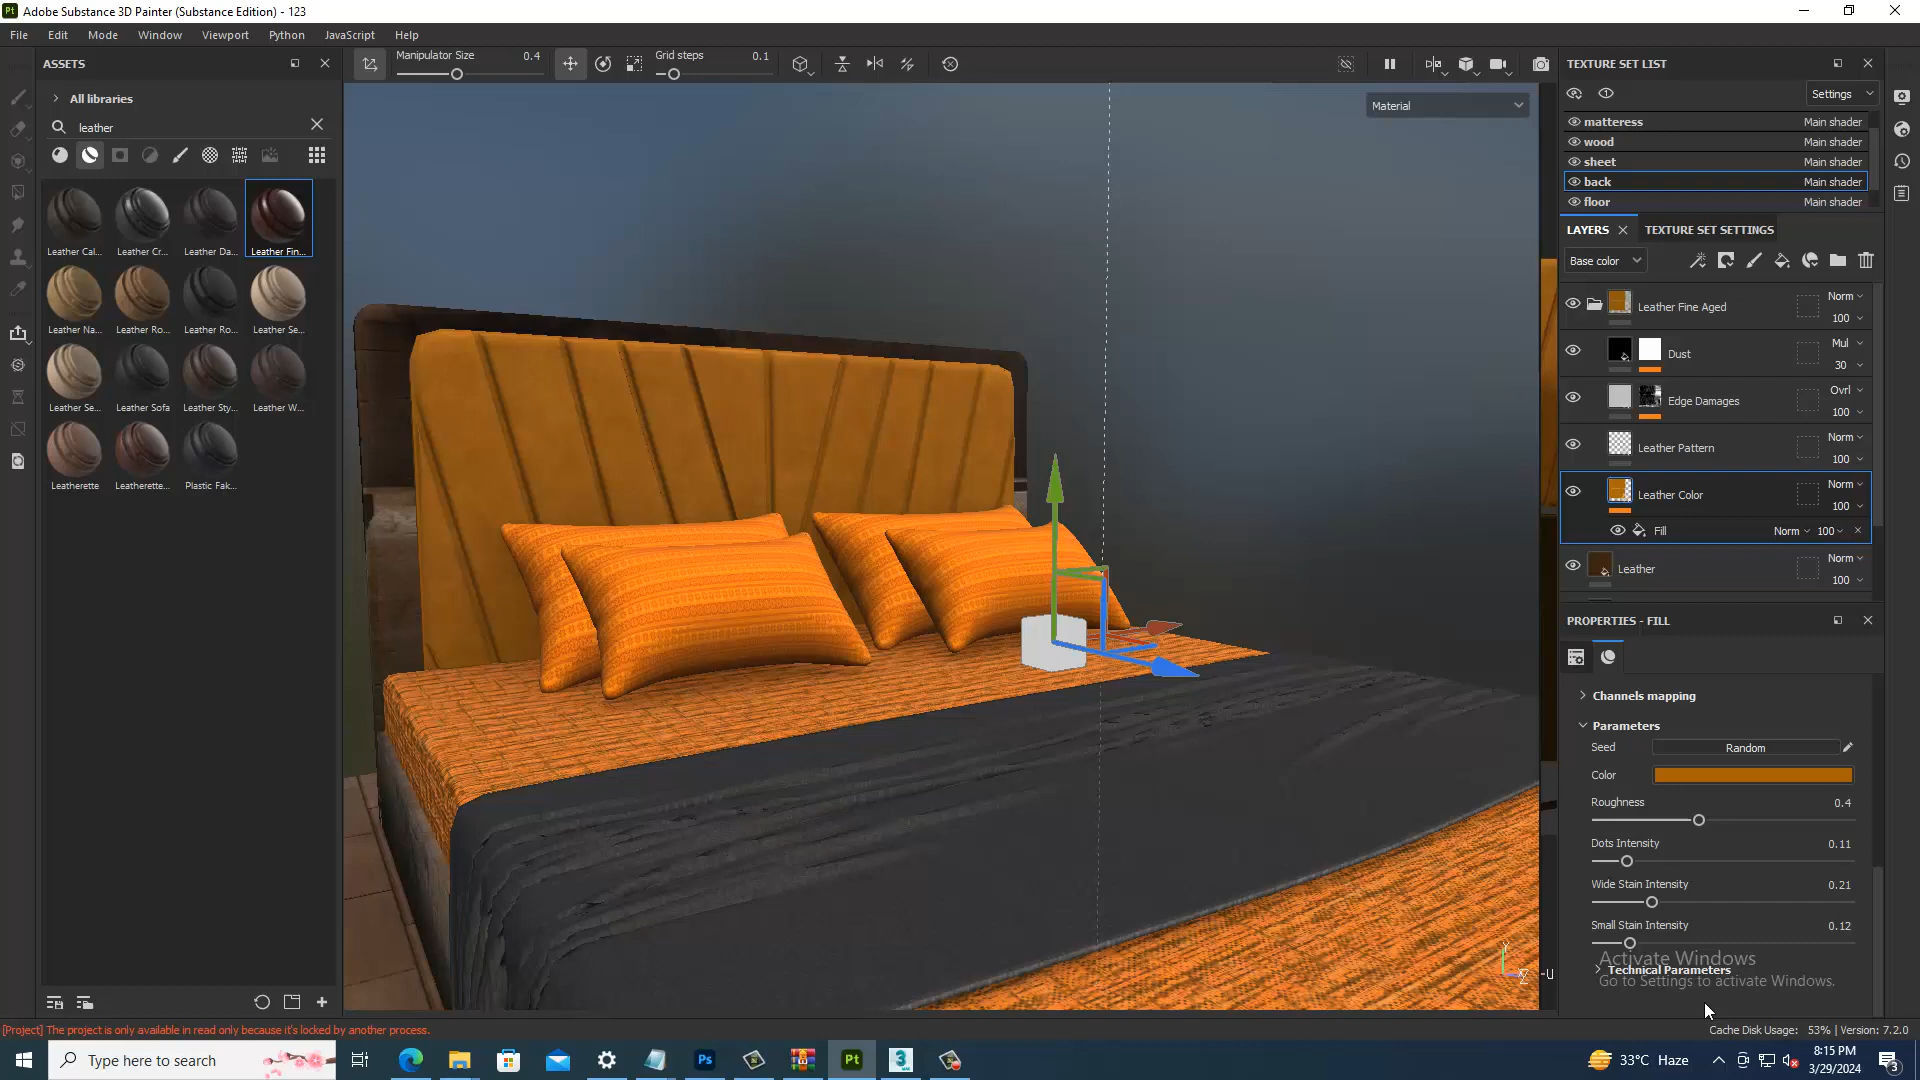 Pt Adobe Substance 3D Painter (Substance Edition) - 123
File Edit Mode Window Viewport Python JavaScript Help
ASSETS
All libraries
leather
Leather Cal... Leather Cr... Leather Da... Leather Fin...
Leather Na... Leather Ro... Leather Ro... Leather Se...
Leather Se... Leather Sofa Leather Sty... Leather W...
Leatherette Leatherette... Plastic Fak...
Manipulator Size 0.4
Grid steps 0.1
Material
TEXTURE SET LIST
Settings
matteress Main shader
wood Main shader
sheet Main shader
back Main shader
floor Main shader
LAYERS TEXTURE SET SETTINGS
Base color
Leather Fine Aged Norm 100
Dust Mul 30
Edge Damages Ovrl 100
Leather Pattern Norm 100
Leather Color Norm 100
Fill Norm 100
Leather Norm 100
PROPERTIES - FILL
Channels mapping
Parameters
Seed Random
Color
Roughness 0.4
Dots Intensity 0.11
Wide Stain Intensity 0.21
Small Stain Intensity 0.12
Technical Parameters
Activate Windows
Go to Settings to activate Windows.
[Project] The project is only available in read only because it's locked by another process.
Cache Disk Usage: 53% | Version: 7.2.0
Type here to search
Ps
Pt
3
33°C Haze
8:15 PM
3/29/2024
3